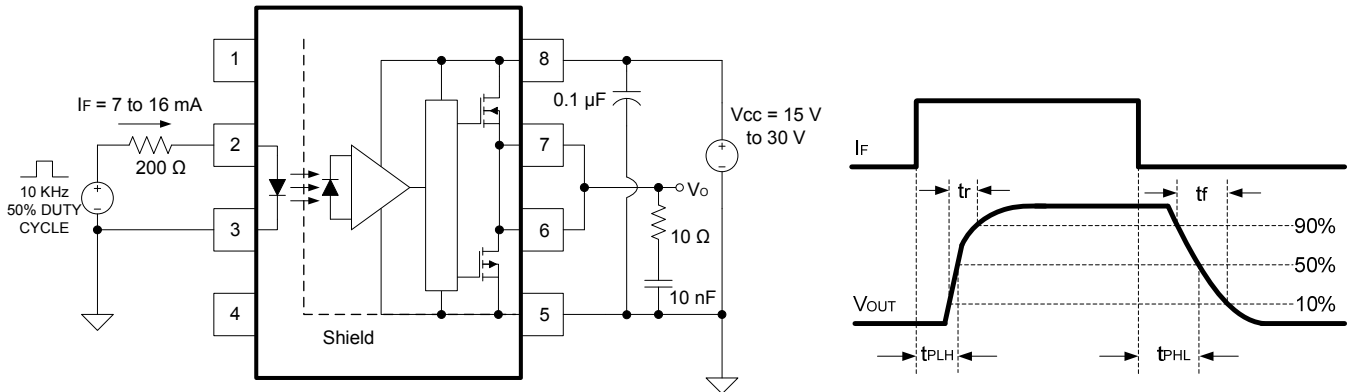 1
2
3
4
8
7
6
5
IF = 7 to 16 mA
200 Ω
10 KHz
50% DUTY
CYCLE
+
−
Shield
0.1 µF
VCC = 15 V
to 30 V
+
−
VO
10 Ω
10 nF
IF
tr
tf
90%
50%
10%
VOUT
tPLH
tPHL